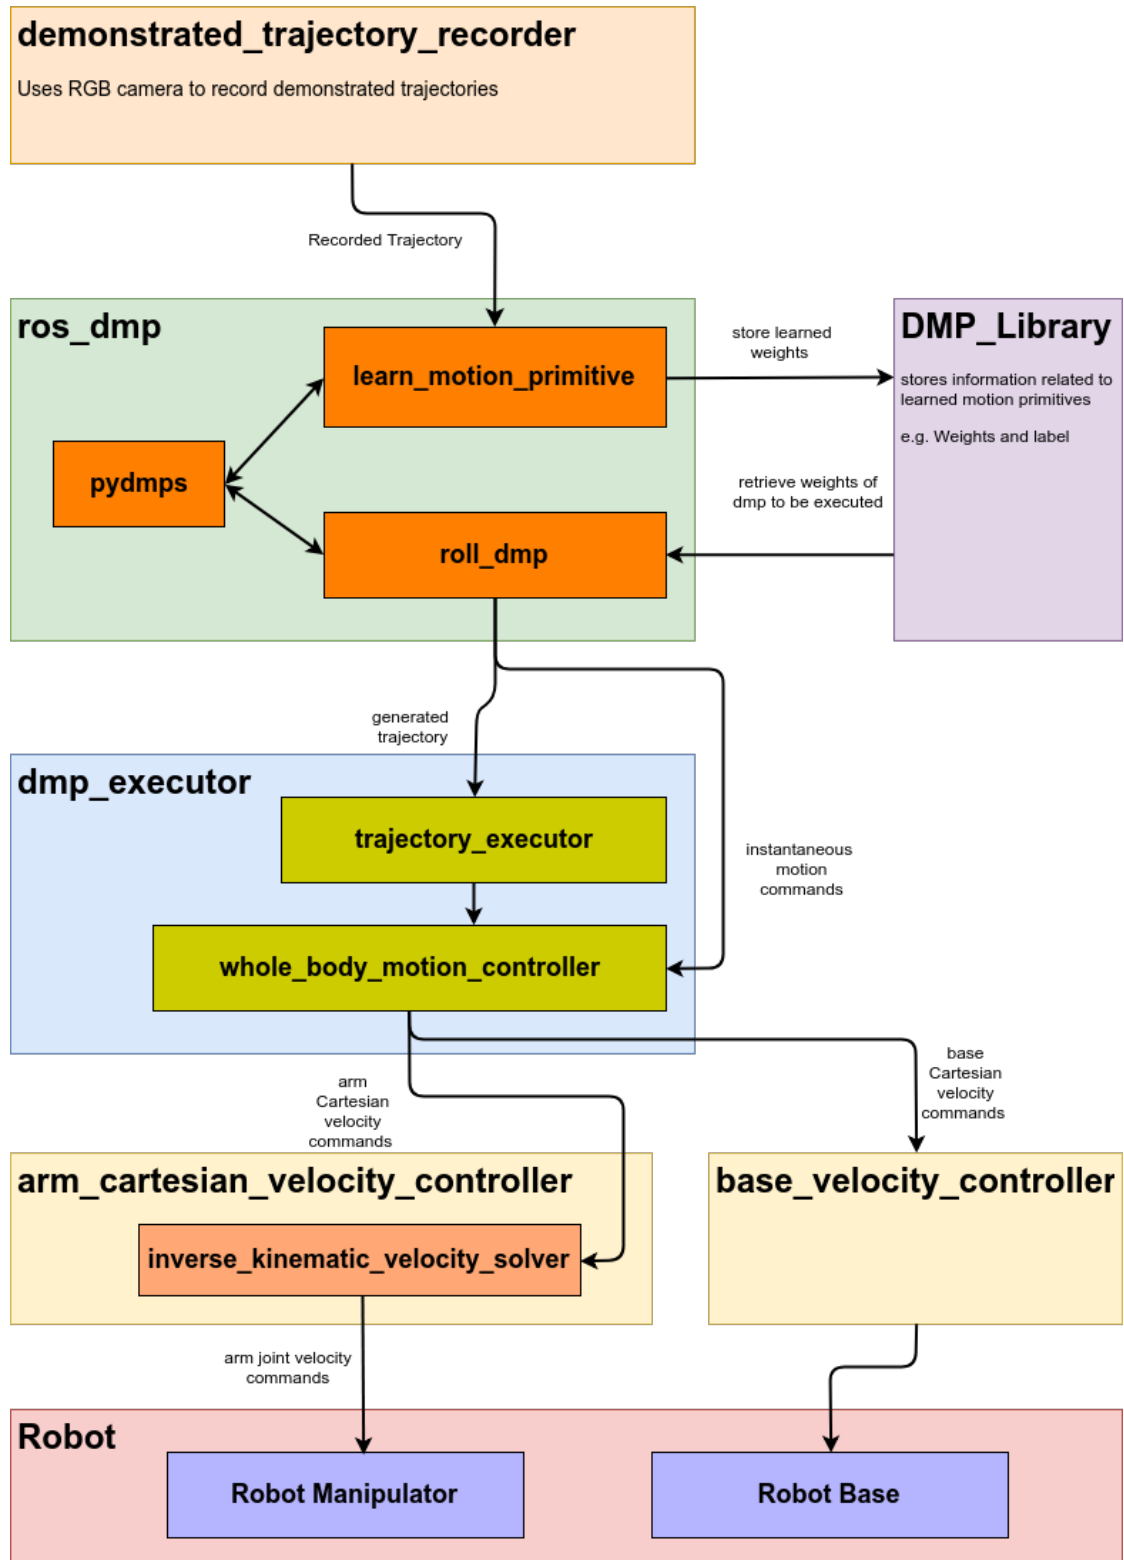 demonstrated_trajectory_recorder
Uses RGB camera to record demonstrated trajectories
Recorded Trajectory
ros_dmp
learn_motion_primitive
pydmps
roll_dmp
store learned
weights
retrieve weights of
dmp to be executed
DMP_Library
stores information related to
learned motion primitives
e.g. Weights and label
generated
trajectory
instantaneous
motion
commands
dmp_executor
trajectory_executor
whole_body_motion_controller
arm
Cartesian
velocity
commands
base
Cartesian
velocity
commands
arm_cartesian_velocity_controller
inverse_kinematic_velocity_solver
base_velocity_controller
arm joint velocity
commands
Robot
Robot Manipulator
Robot Base